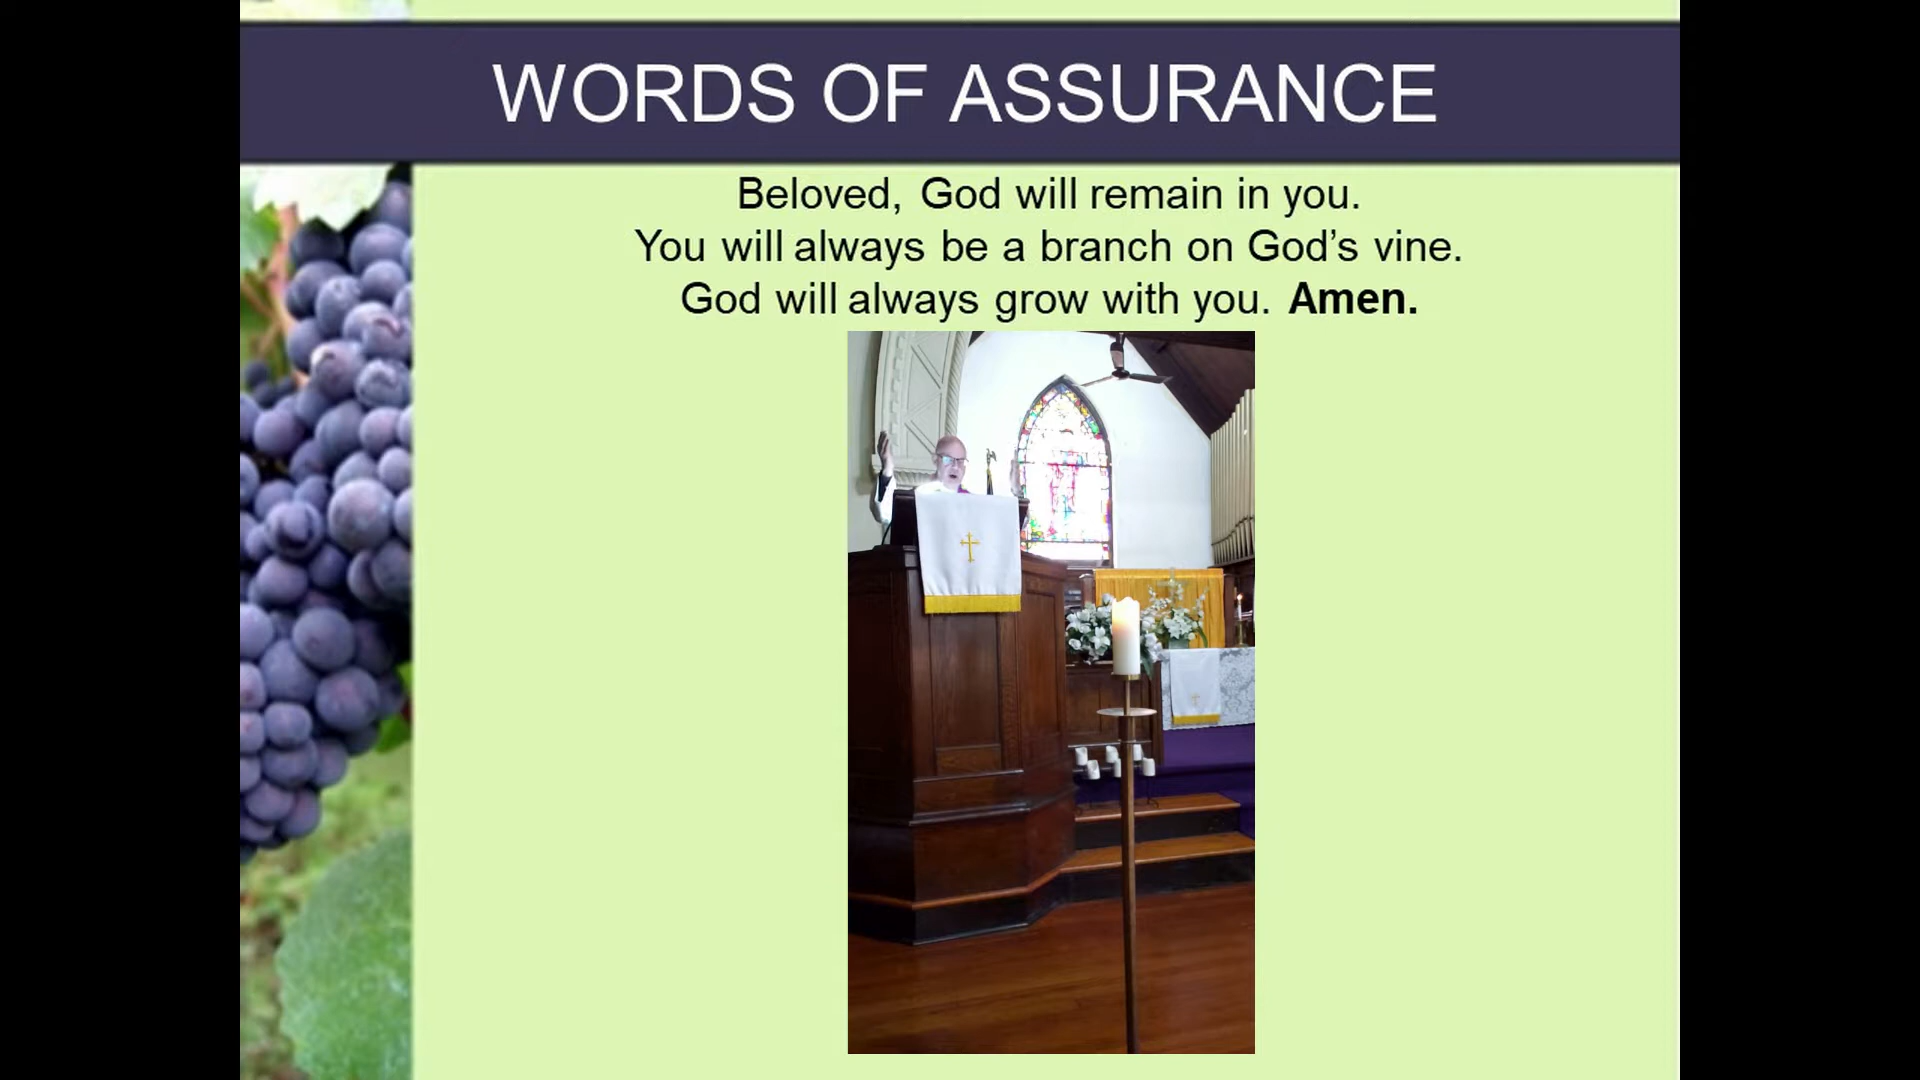 WORDS OF ASSURANCE
Beloved, God will remain in you.
You will always be a branch on God’s vine.
God will always grow with you. Amen.